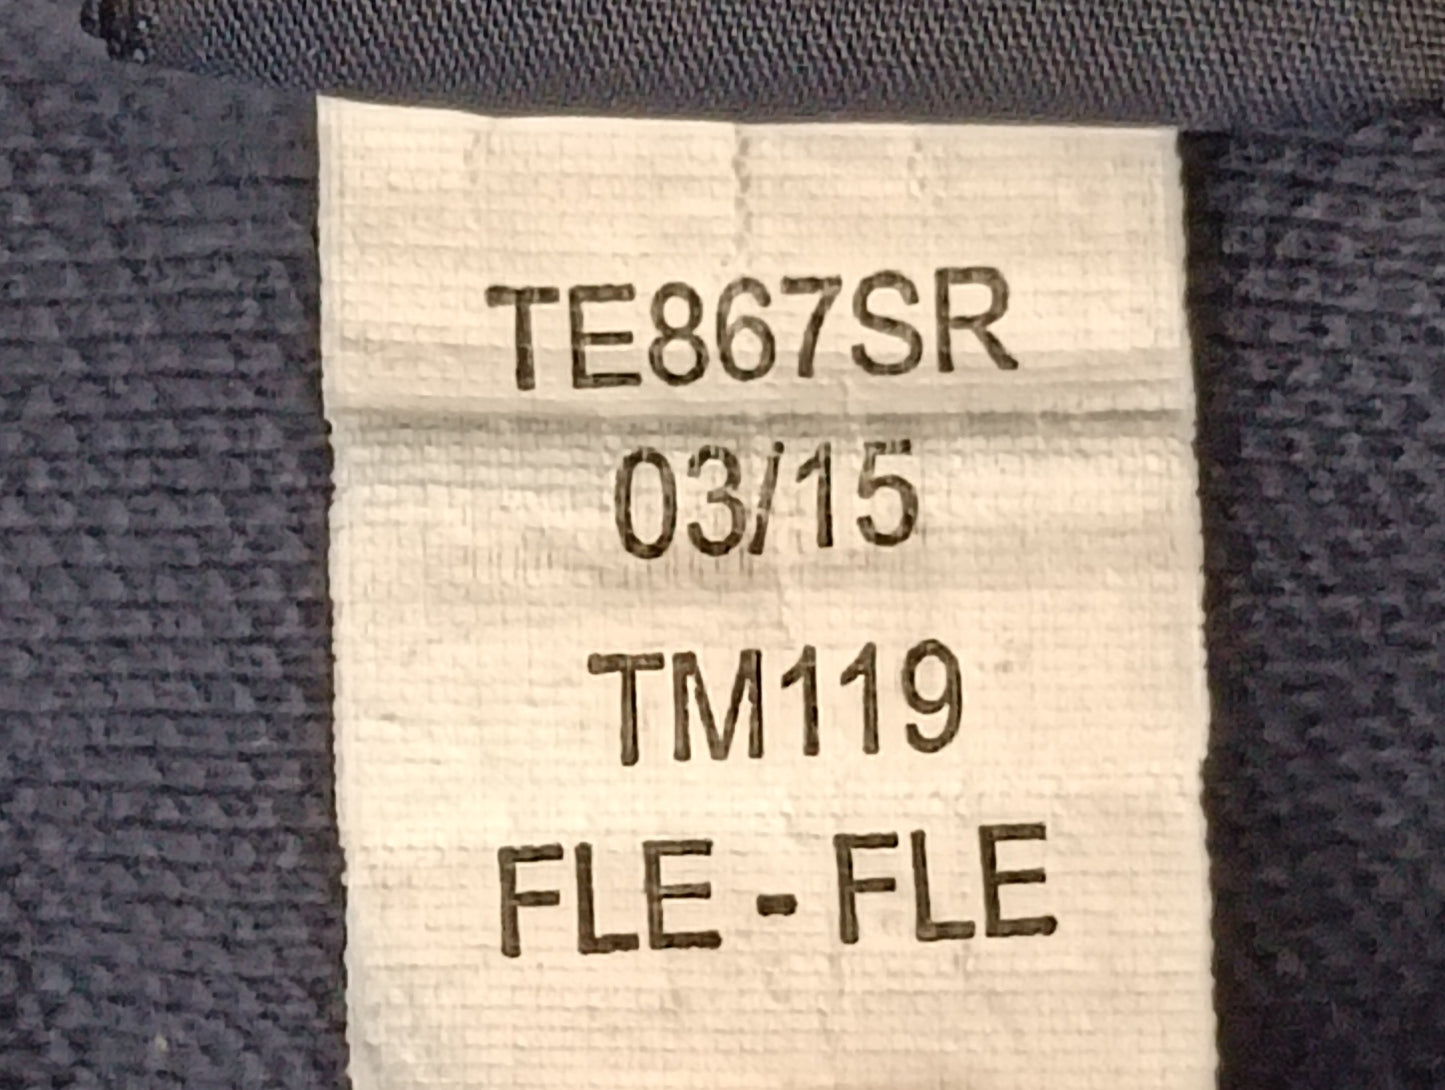 TE867SR
03/15
TM119
FLE - FLE